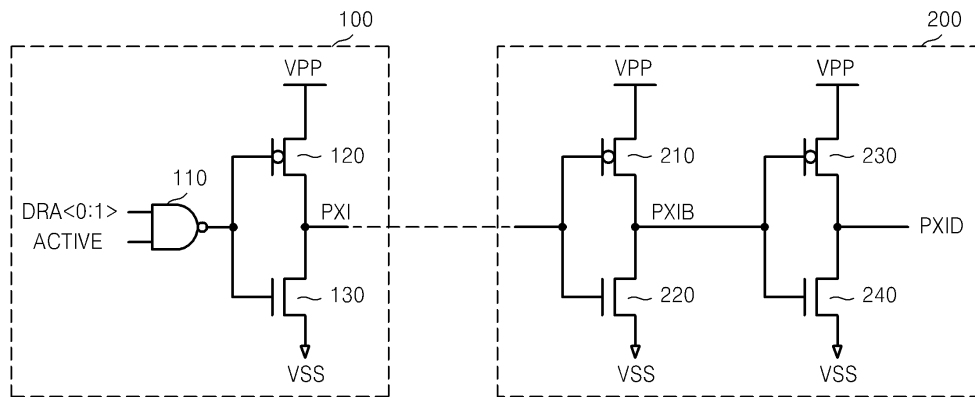 100
200
VPP
VPP
VPP
120
210
230
110
DRA<0:1>
ACTIVE
PXI
PXIB
PXID
130
220
240
VSS
VSS
VSS